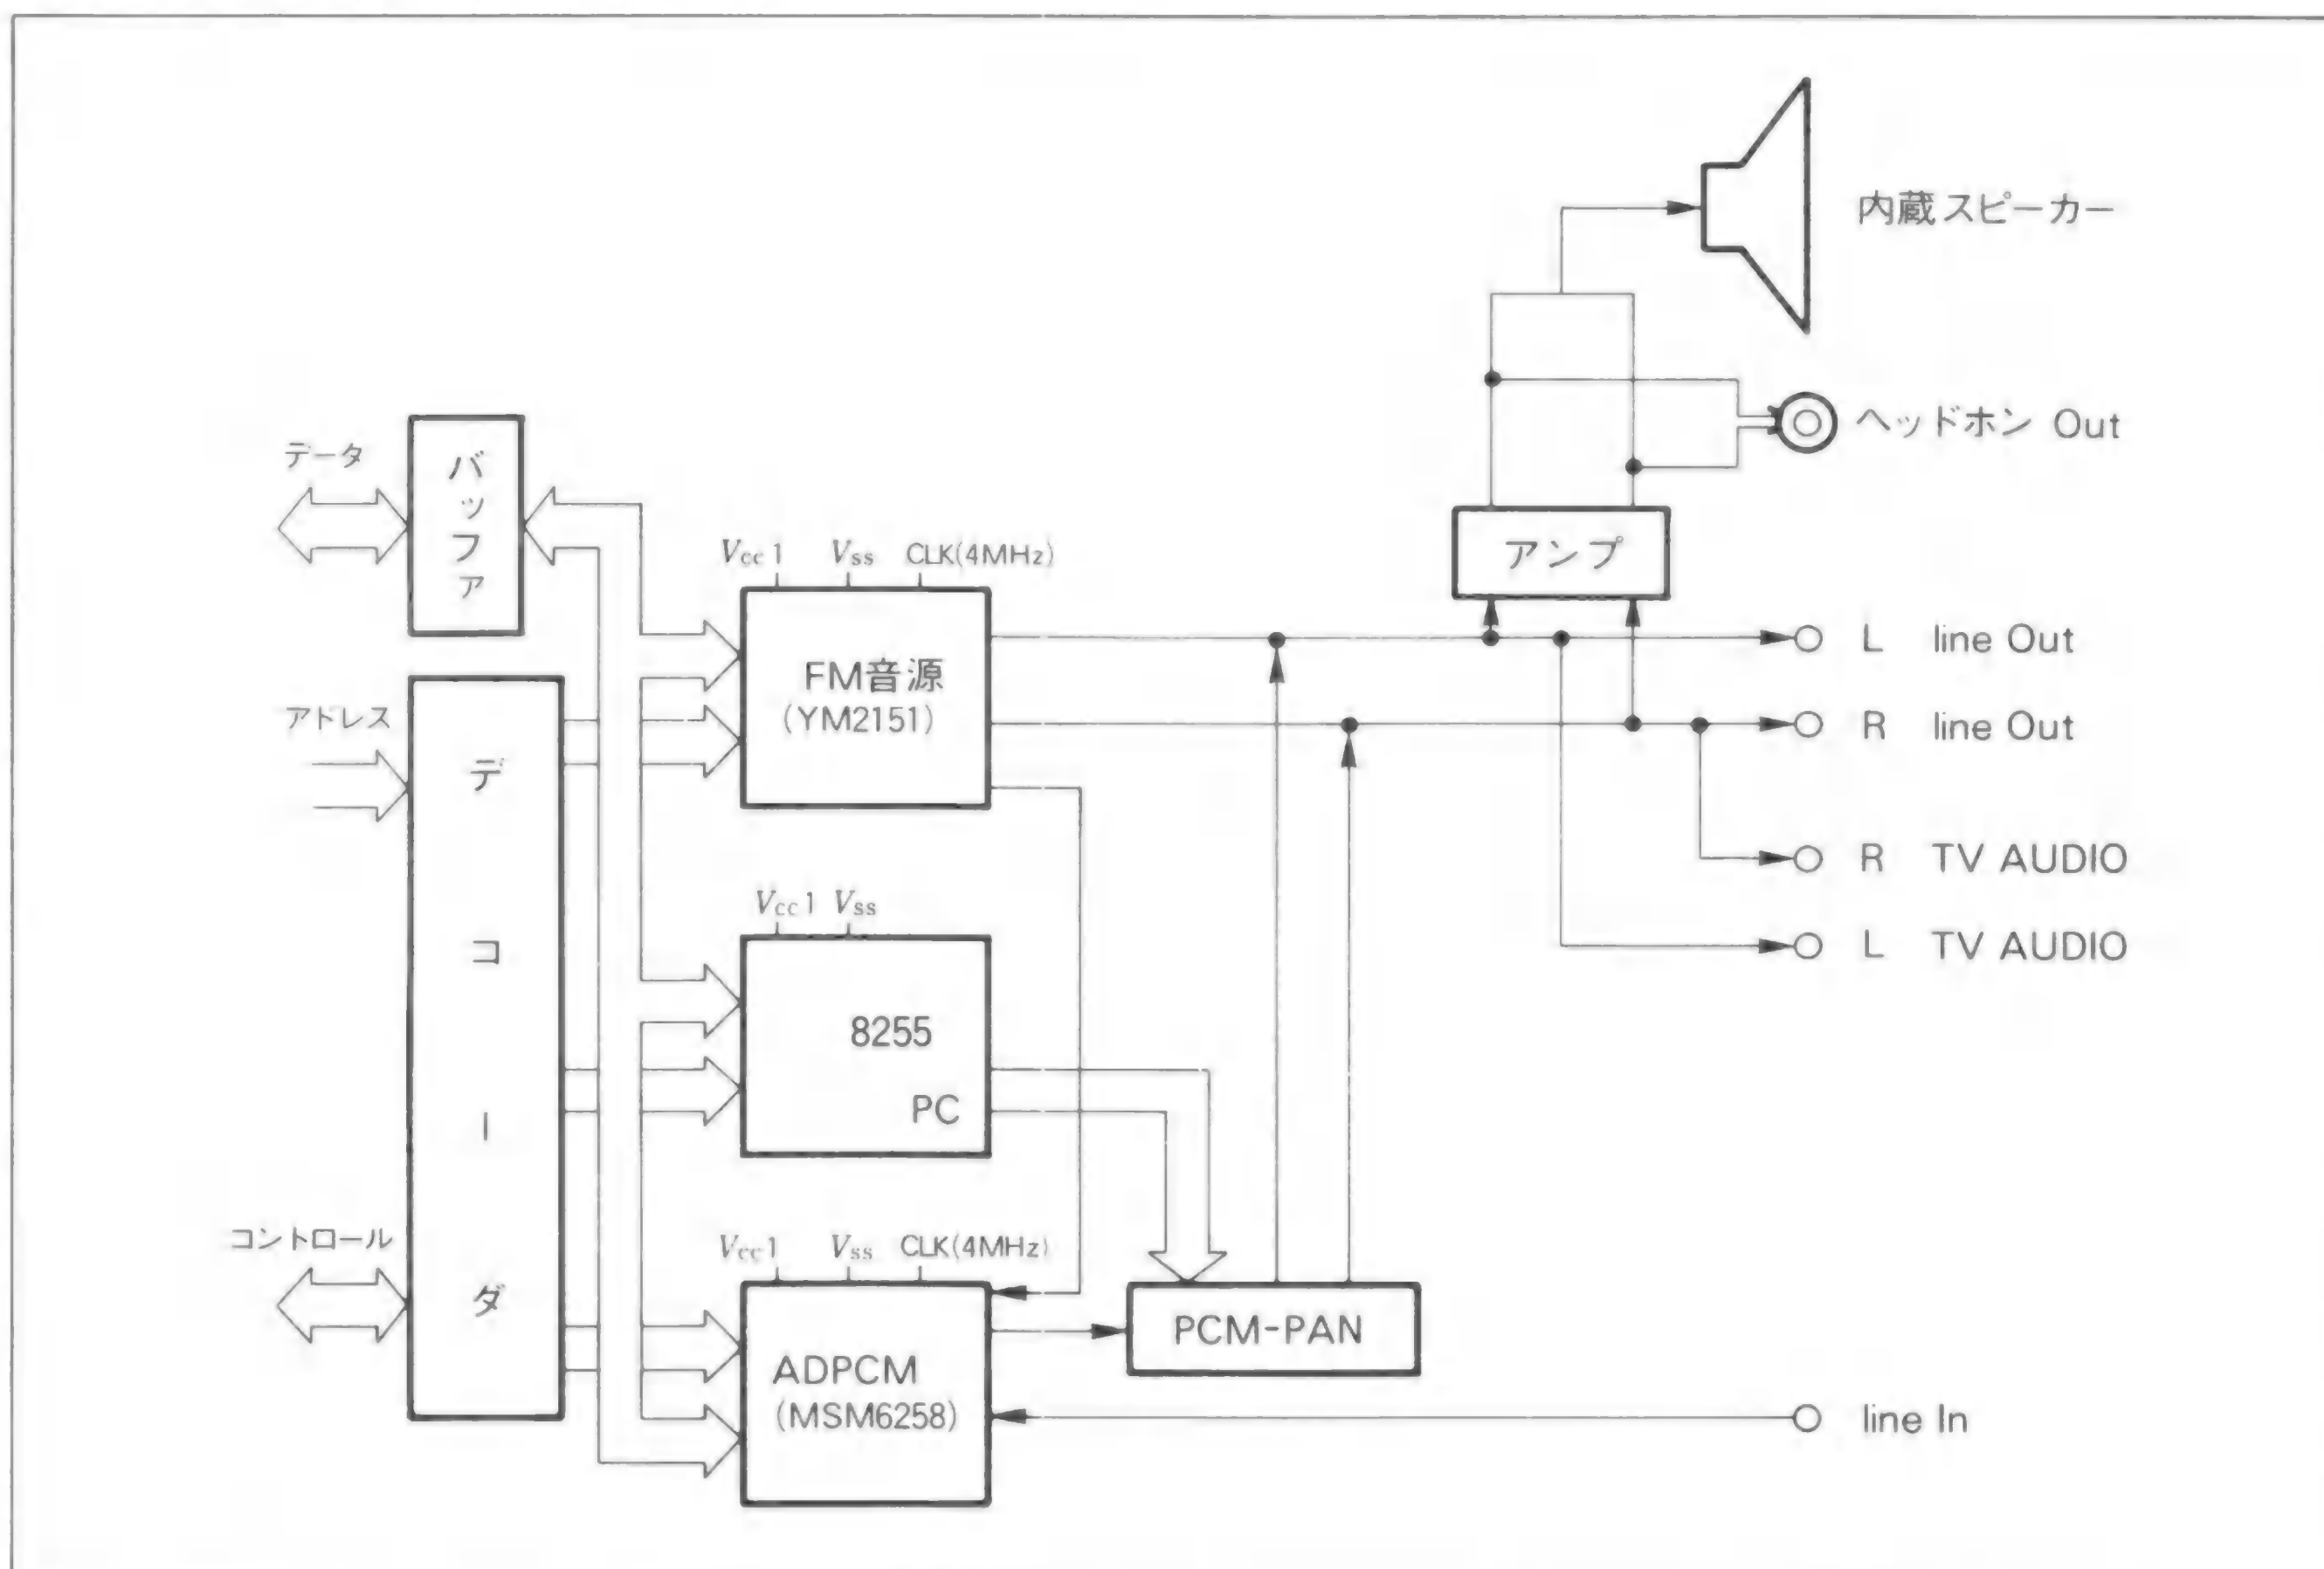 内蔵スピーカー
ヘッドホン Out
データ
バッファ
Vcc1 Vss CLK(4MHz)
アンプ
FM音源
(YM2151)
L line Out
R line Out
アドレス
デコーダ
R TV AUDIO
L TV AUDIO
Vcc1 Vss
8255
PC
コントロール
Vcc1 Vss CLK(4MHz)
PCM-PAN
ADPCM
(MSM6258)
line In